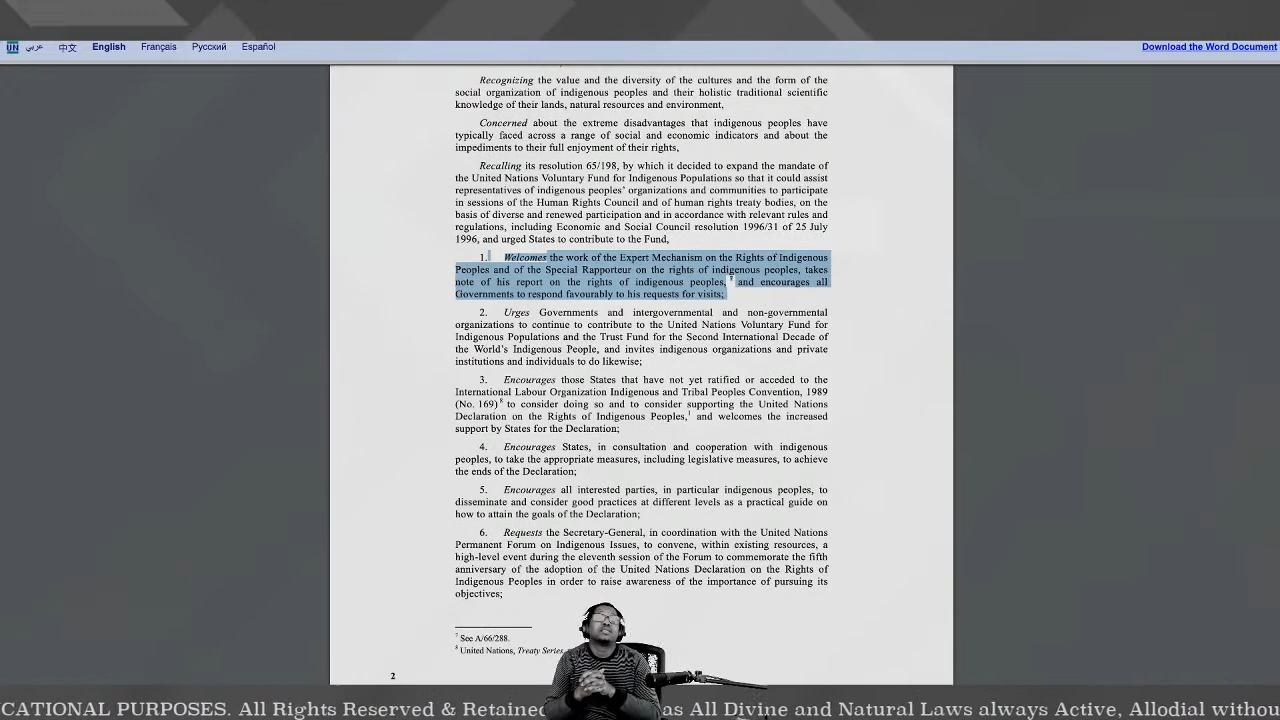 UN عربي 中文 English Français Русский Español Download the Word Document
Recognizing the value and the diversity of the cultures and the form of the
social organization of indigenous peoples and their holistic traditional scientific
knowledge of their lands, natural resources and environment,
Concerned about the extreme disadvantages that indigenous peoples have
typically faced across a range of social and economic indicators and about the
impediments to their full enjoyment of their rights,
Recalling its resolution 65/198, by which it decided to expand the mandate of
the United Nations Voluntary Fund for Indigenous Populations so that it could assist
representatives of indigenous peoples' organizations and communities to participate
in sessions of the Human Rights Council and of human rights treaty bodies, on the
basis of diverse and renewed participation and in accordance with relevant rules and
regulations, including Economic and Social Council resolution 1996/31 of 25 July
1996, and urged States to contribute to the Fund,
1. Welcomes the work of the Expert Mechanism on the Rights of Indigenous
Peoples and of the Special Rapporteur on the rights of indigenous peoples, takes
note of his report on the rights of indigenous peoples,7 and encourages all
Governments to respond favourably to his requests for visits;
2. Urges Governments and intergovernmental and non-governmental
organizations to continue to contribute to the United Nations Voluntary Fund for
Indigenous Populations and the Trust Fund for the Second International Decade of
the World's Indigenous People, and invites indigenous organizations and private
institutions and individuals to do likewise;
3. Encourages those States that have not yet ratified or acceded to the
International Labour Organization Indigenous and Tribal Peoples Convention, 1989
(No. 169)8 to consider doing so and to consider supporting the United Nations
Declaration on the Rights of Indigenous Peoples,1 and welcomes the increased
support by States for the Declaration;
4. Encourages States, in consultation and cooperation with indigenous
peoples, to take the appropriate measures, including legislative measures, to achieve
the ends of the Declaration;
5. Encourages all interested parties, in particular indigenous peoples, to
disseminate and consider good practices at different levels as a practical guide on
how to attain the goals of the Declaration;
6. Requests the Secretary-General, in coordination with the United Nations
Permanent Forum on Indigenous Issues, to convene, within existing resources, a
high-level event during the eleventh session of the Forum to commemorate the fifth
anniversary of the adoption of the United Nations Declaration on the Rights of
Indigenous Peoples in order to raise awareness of the importance of pursuing its
objectives;
7 See A/66/288.
8 United Nations, Treaty Series,
2
CATIONAL PURPOSES. All Rights Reserved & Retained as All Divine and Natural Laws always Active, Allodial withou